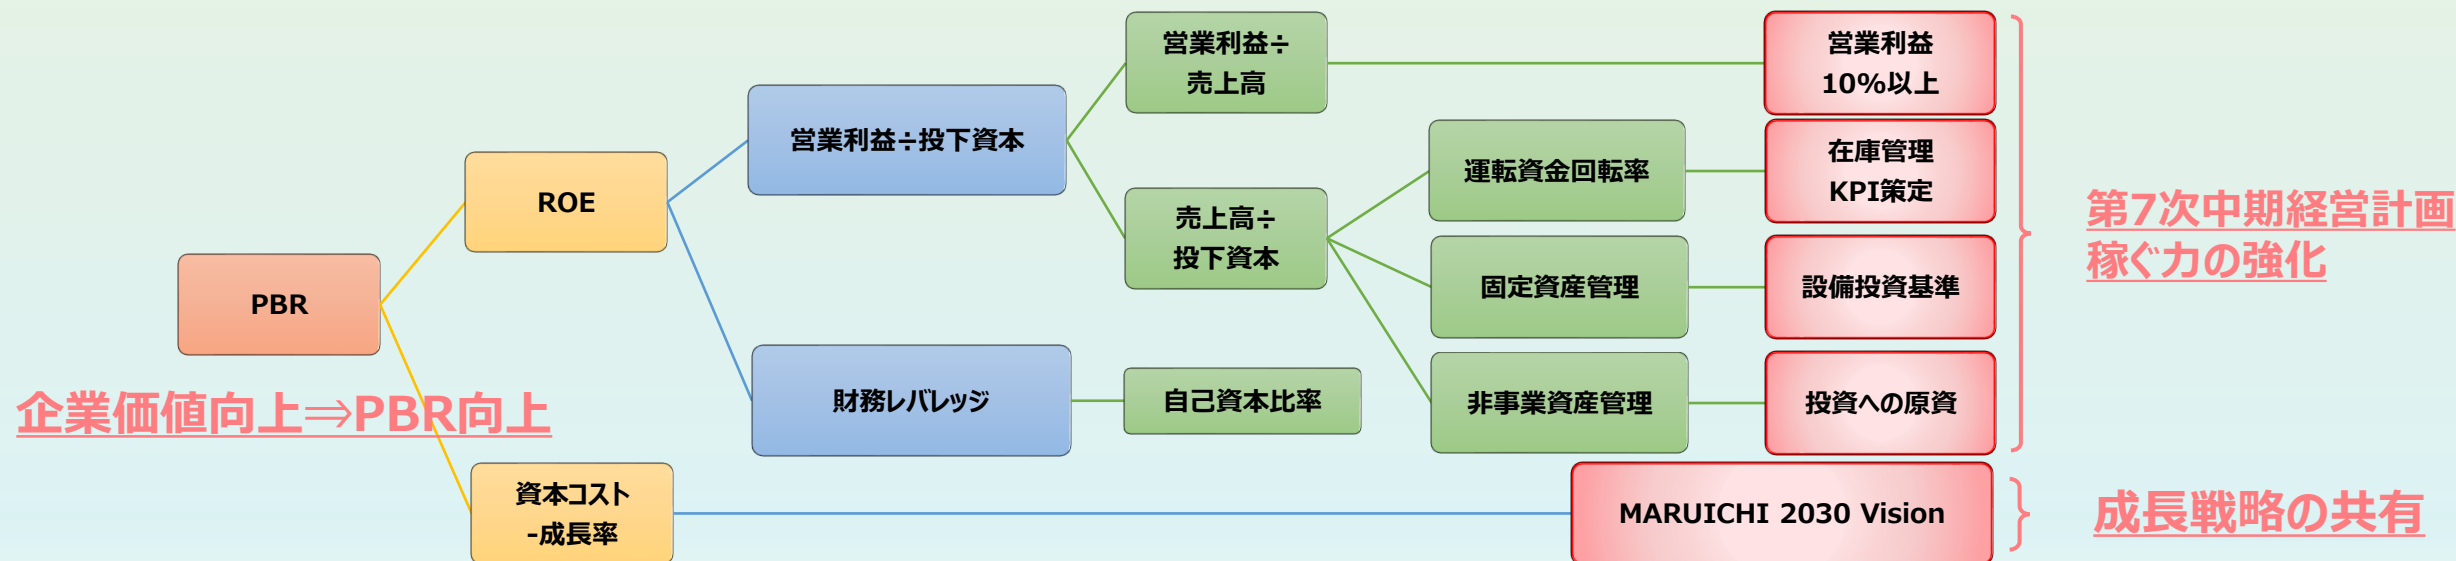 営業利益÷
売上高
営業利益
10%以上
営業利益÷投下資本
運転資金回転率
在庫管理
KPI策定
ROE
売上高÷
投下資本
第7次中期経営計画
稼ぐ力の強化
固定資産管理
設備投資基準
PBR
財務レバレッジ
自己資本比率
非事業資産管理
投資への原資
企業価値向上⇒PBR向上
資本コスト
-成長率
MARUICHI 2030 Vision
成長戦略の共有